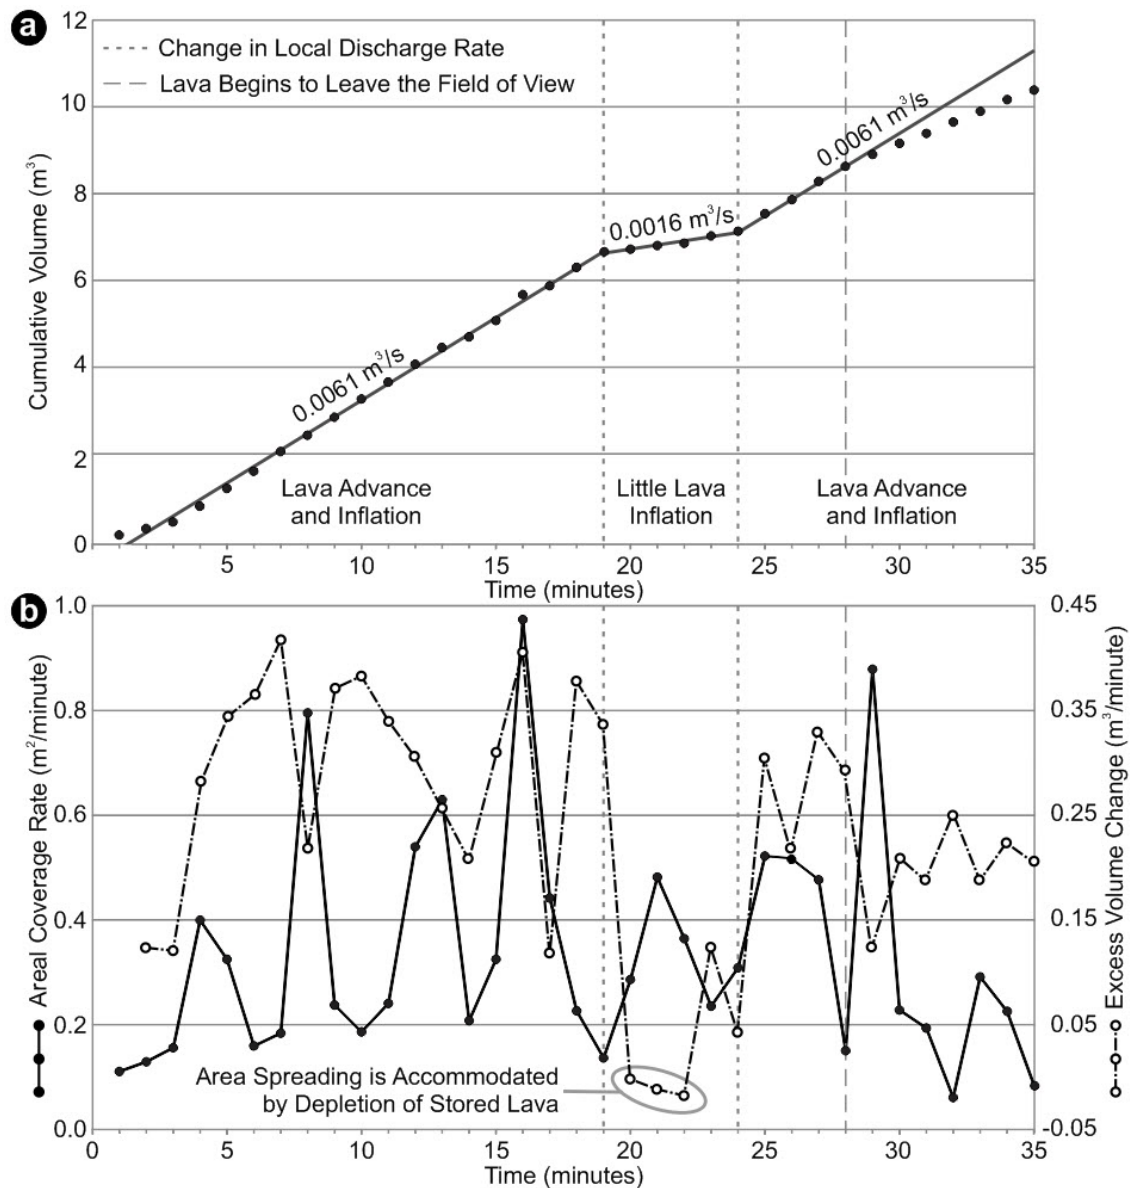 a
12
10
8
6
4
2
0
Cumulative Volume (m³)
Change in Local Discharge Rate
Lava Begins to Leave the Field of View
0.0061 m³/s
0.0016 m³/s
0.0061 m³/s
Lava Advance
and Inflation
Little Lava
Inflation
Lava Advance
and Inflation
5 10 15 20 25 30 35
Time (minutes)
b
1.0
0.8
0.6
0.4
0.2
0.0
Areal Coverage Rate (m²/minute)
Area Spreading is Accommodated
by Depletion of Stored Lava
0.45
0.35
0.25
0.15
0.05
-0.05
Excess Volume Change (m³/minute)
0 5 10 15 20 25 30 35
Time (minutes)